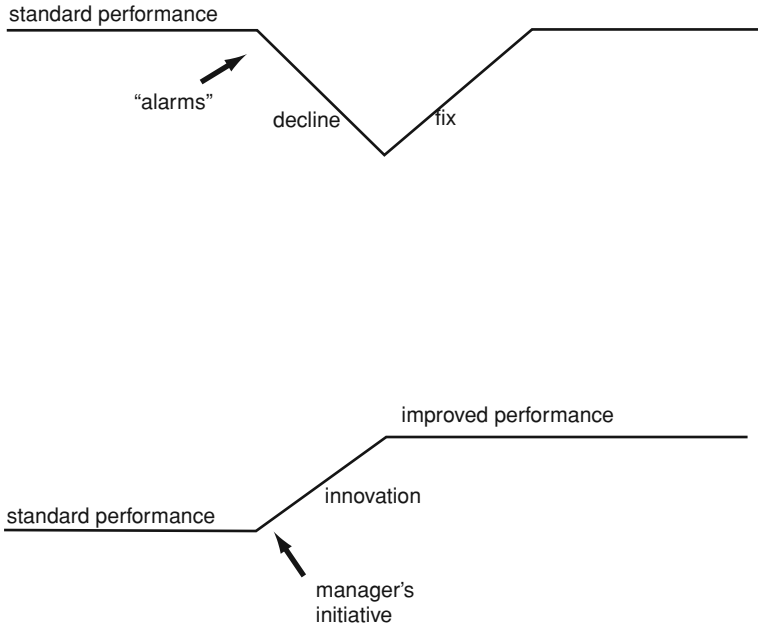 standard performance
“alarms”
decline
fix
improved performance
innovation
standard performance
manager’s
initiative